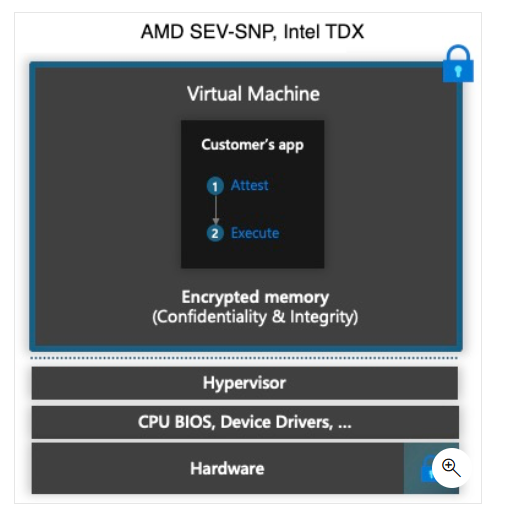 AMD SEV-SNP, Intel TDX
Virtual Machine
Customer's app
1 Attest
2 Execute
Encrypted memory
(Confidentiality & Integrity)
Hypervisor
CPU BIOS, Device Drivers, ...
Hardware